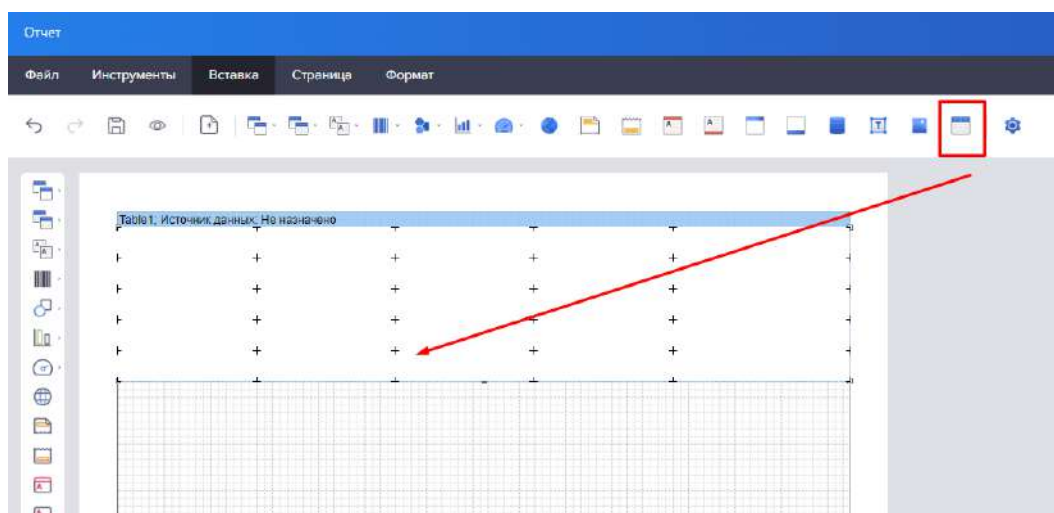 Отчет
Файл Инструменты Вставка Страница Формат
Table1; Источник данных: Не назначено